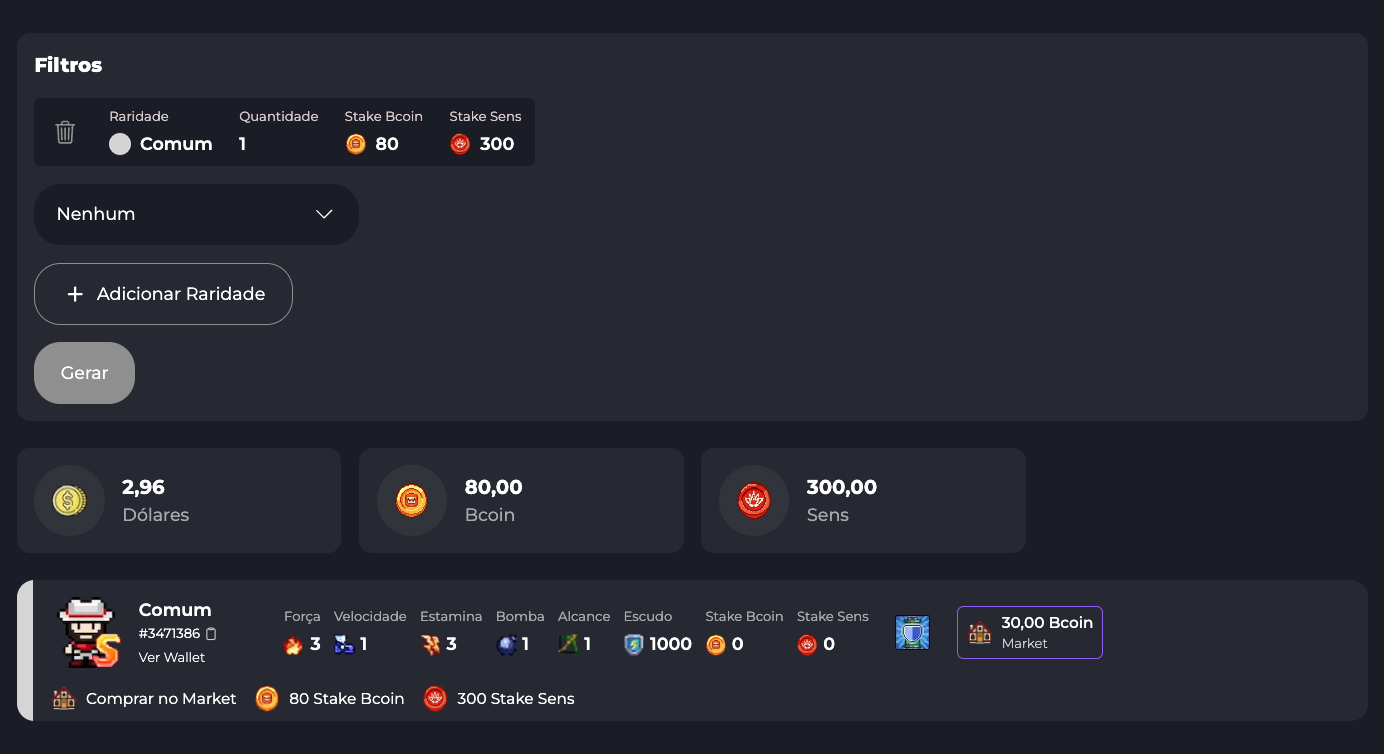 Filtros
Raridade Quantidade Stake Bcoin Stake Sens
Comum 1 80 300
Nenhum
Adicionar Raridade
Gerar
2,96
Dólares
80,00
Bcoin
300,00
Sens
Comum
#3471386
Ver Wallet
Força Velocidade Estamina Bomba Alcance Escudo Stake Bcoin Stake Sens
3 1 3 1 1 1000 0 0
30,00 Bcoin
Market
Comprar no Market 80 Stake Bcoin 300 Stake Sens